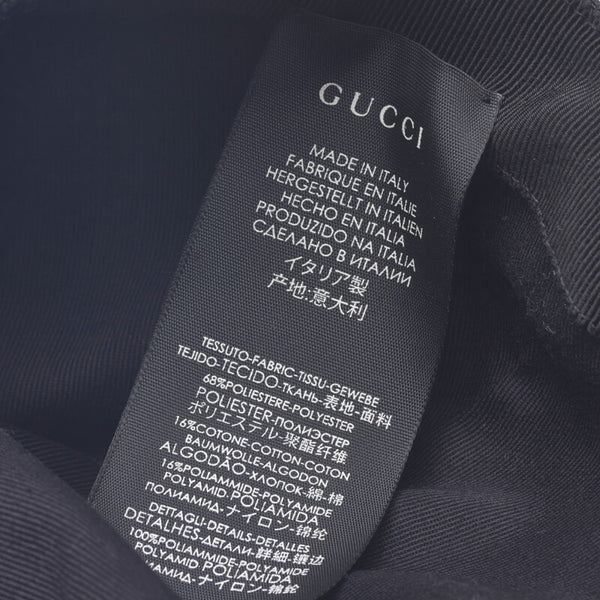 GUCCI
MADE IN ITALY
FABRIQUE EN ITALIE
HERGESTELLT IN ITALIEN
HECHO EN ITALIA
PRODUZIDO NA ITALIA
СДЕЛАНО В ИТАЛИИ
イタリア製
产地:意大利
TESSUTO-FABRIC-TISSU-GEWEBE
TEJIDO-TECIDO-ТКАНЬ-表地-面料
68%POLIESTERE-POLYESTER
POLIESTER-ПОЛИЭСТЕР
ポリエステル-聚酯纤维
16%COTONE-COTTON-COTON
BAUMWOLLE-ALGODON
ALGODÃO-ХЛОПОК-綿-棉
16%POLIAMMIDE-POLYAMIDE
POLYAMID POLIAMIDA
ПОЛИАМИД-ナイロン-锦纶
DETTAGLI-DETAILS-DETALLES
DETALHES-ДЕТАЛИ-詳細-镶边
100%POLIAMMIDE-POLYAMIDE
POLYAMID POLIAMIDA
ПОЛИАМИД-ナイロン-锦纶